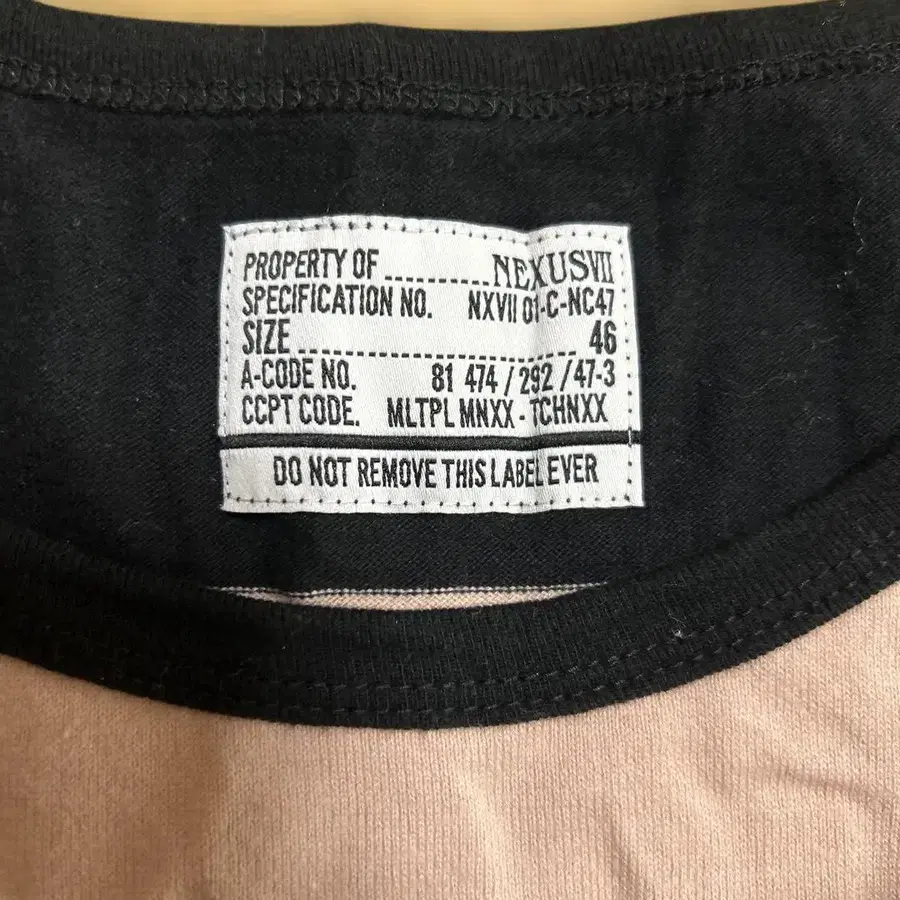 PROPERTY OF NEXUSVII
SPECIFICATION NO. NXVII 01-C-NC47
SIZE 46
A-CODE NO. 81 474 / 292 / 47-3
CCPT CODE. MLTPL MNXX - TCHNXX
DO NOT REMOVE THIS LABEL EVER